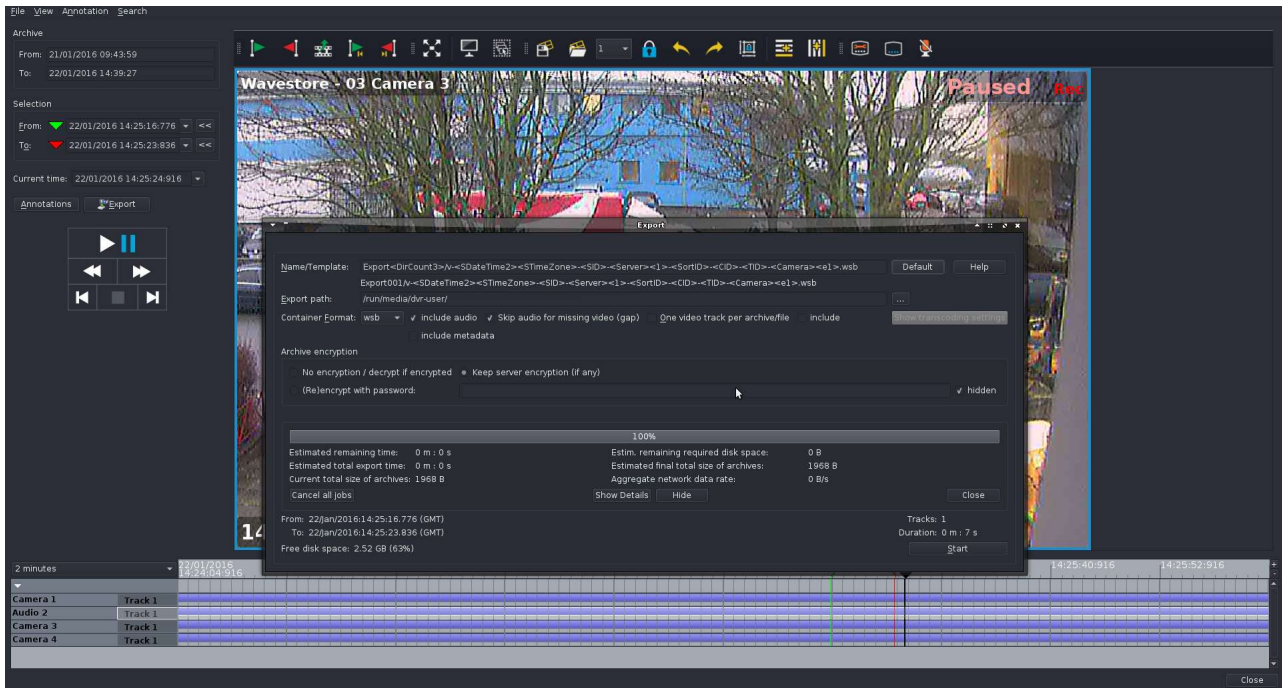 File View Annotation Search
Archive
From: 21/01/2016 09:43:59
To: 22/01/2016 14:39:27
Selection
From: 22/01/2016 14:25:16:776 <<
To: 22/01/2016 14:25:23:836 <<
Current time: 22/01/2016 14:25:24:916
Annotations Export
1
Wavestore - 03 Camera 3 Paused Rec
Export
Name/Template: Export<DirCount3>/v-<SDateTime2><STimeZone>-<SID>-<Server><1>-<SortID>-<CID>-<TID>-<Camera><e1>.wsb Default Help
Export001/v-<SDateTime2><STimeZone>-<SID>-<Server><1>-<SortID>-<CID>-<TID>-<Camera><e1>.wsb
Export path: /run/media/dvr-user/ ...
Container Format: wsb include audio Skip audio for missing video (gap) One video track per archive/file include Show transcoding settings
include metadata
Archive encryption
No encryption / decrypt if encrypted Keep server encryption (if any)
(Re)encrypt with password: hidden
100%
Estimated remaining time: 0 m : 0 s Estim. remaining required disk space: 0 B
Estimated total export time: 0 m : 0 s Estimated final total size of archives: 1968 B
Current total size of archives: 1968 B Aggregate network data rate: 0 B/s
Cancel all jobs Show Details Hide Close
From: 22/Jan/2016:14:25:16.776 (GMT) Tracks: 1
To: 22/Jan/2016:14:25:23.836 (GMT) Duration: 0 m : 7 s
Free disk space: 2.52 GB (63%) Start
14
2 minutes 22/01/2016 14:24:04:916 14:25:40:916 14:25:52:916
Camera 1 Track 1
Audio 2 Track 1
Camera 3 Track 1
Camera 4 Track 1
Close